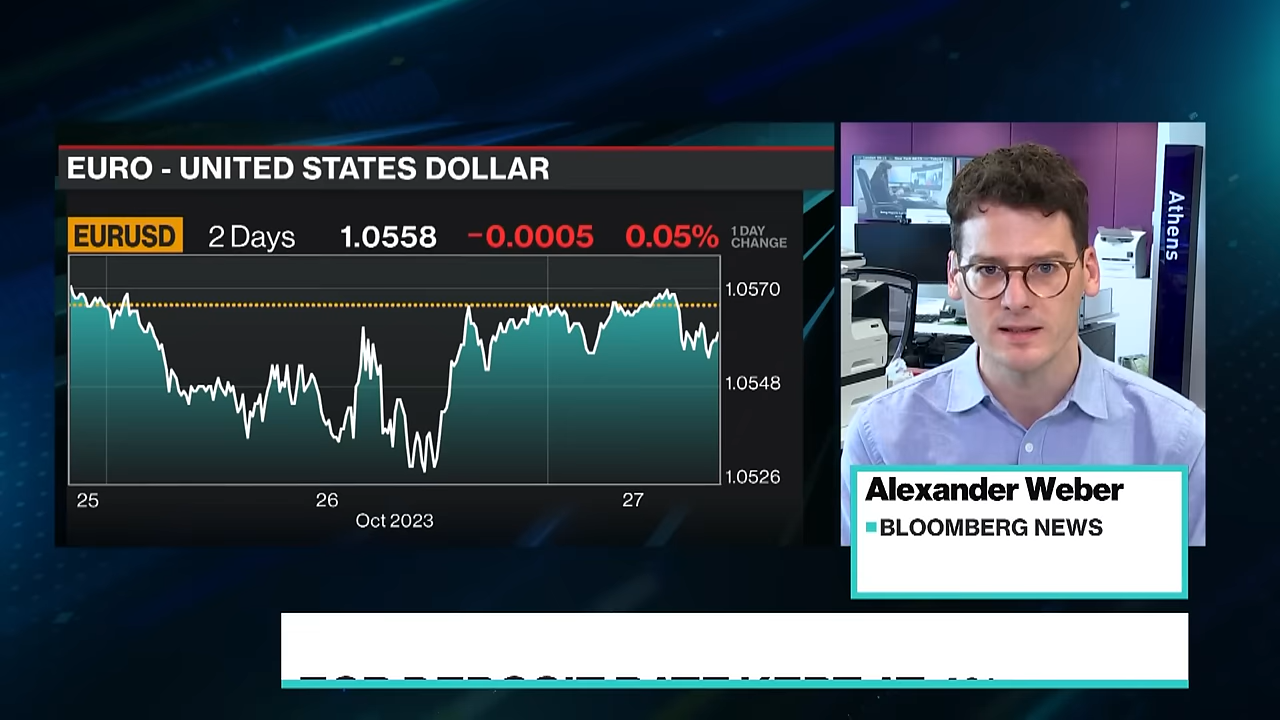 EURO - UNITED STATES DOLLAR
EURUSD 2 Days 1.0558 -0.0005 0.05% 1 DAY CHANGE
1.0570
1.0548
1.0526
25 26 27
Oct 2023
Athens
Alexander Weber
BLOOMBERG NEWS